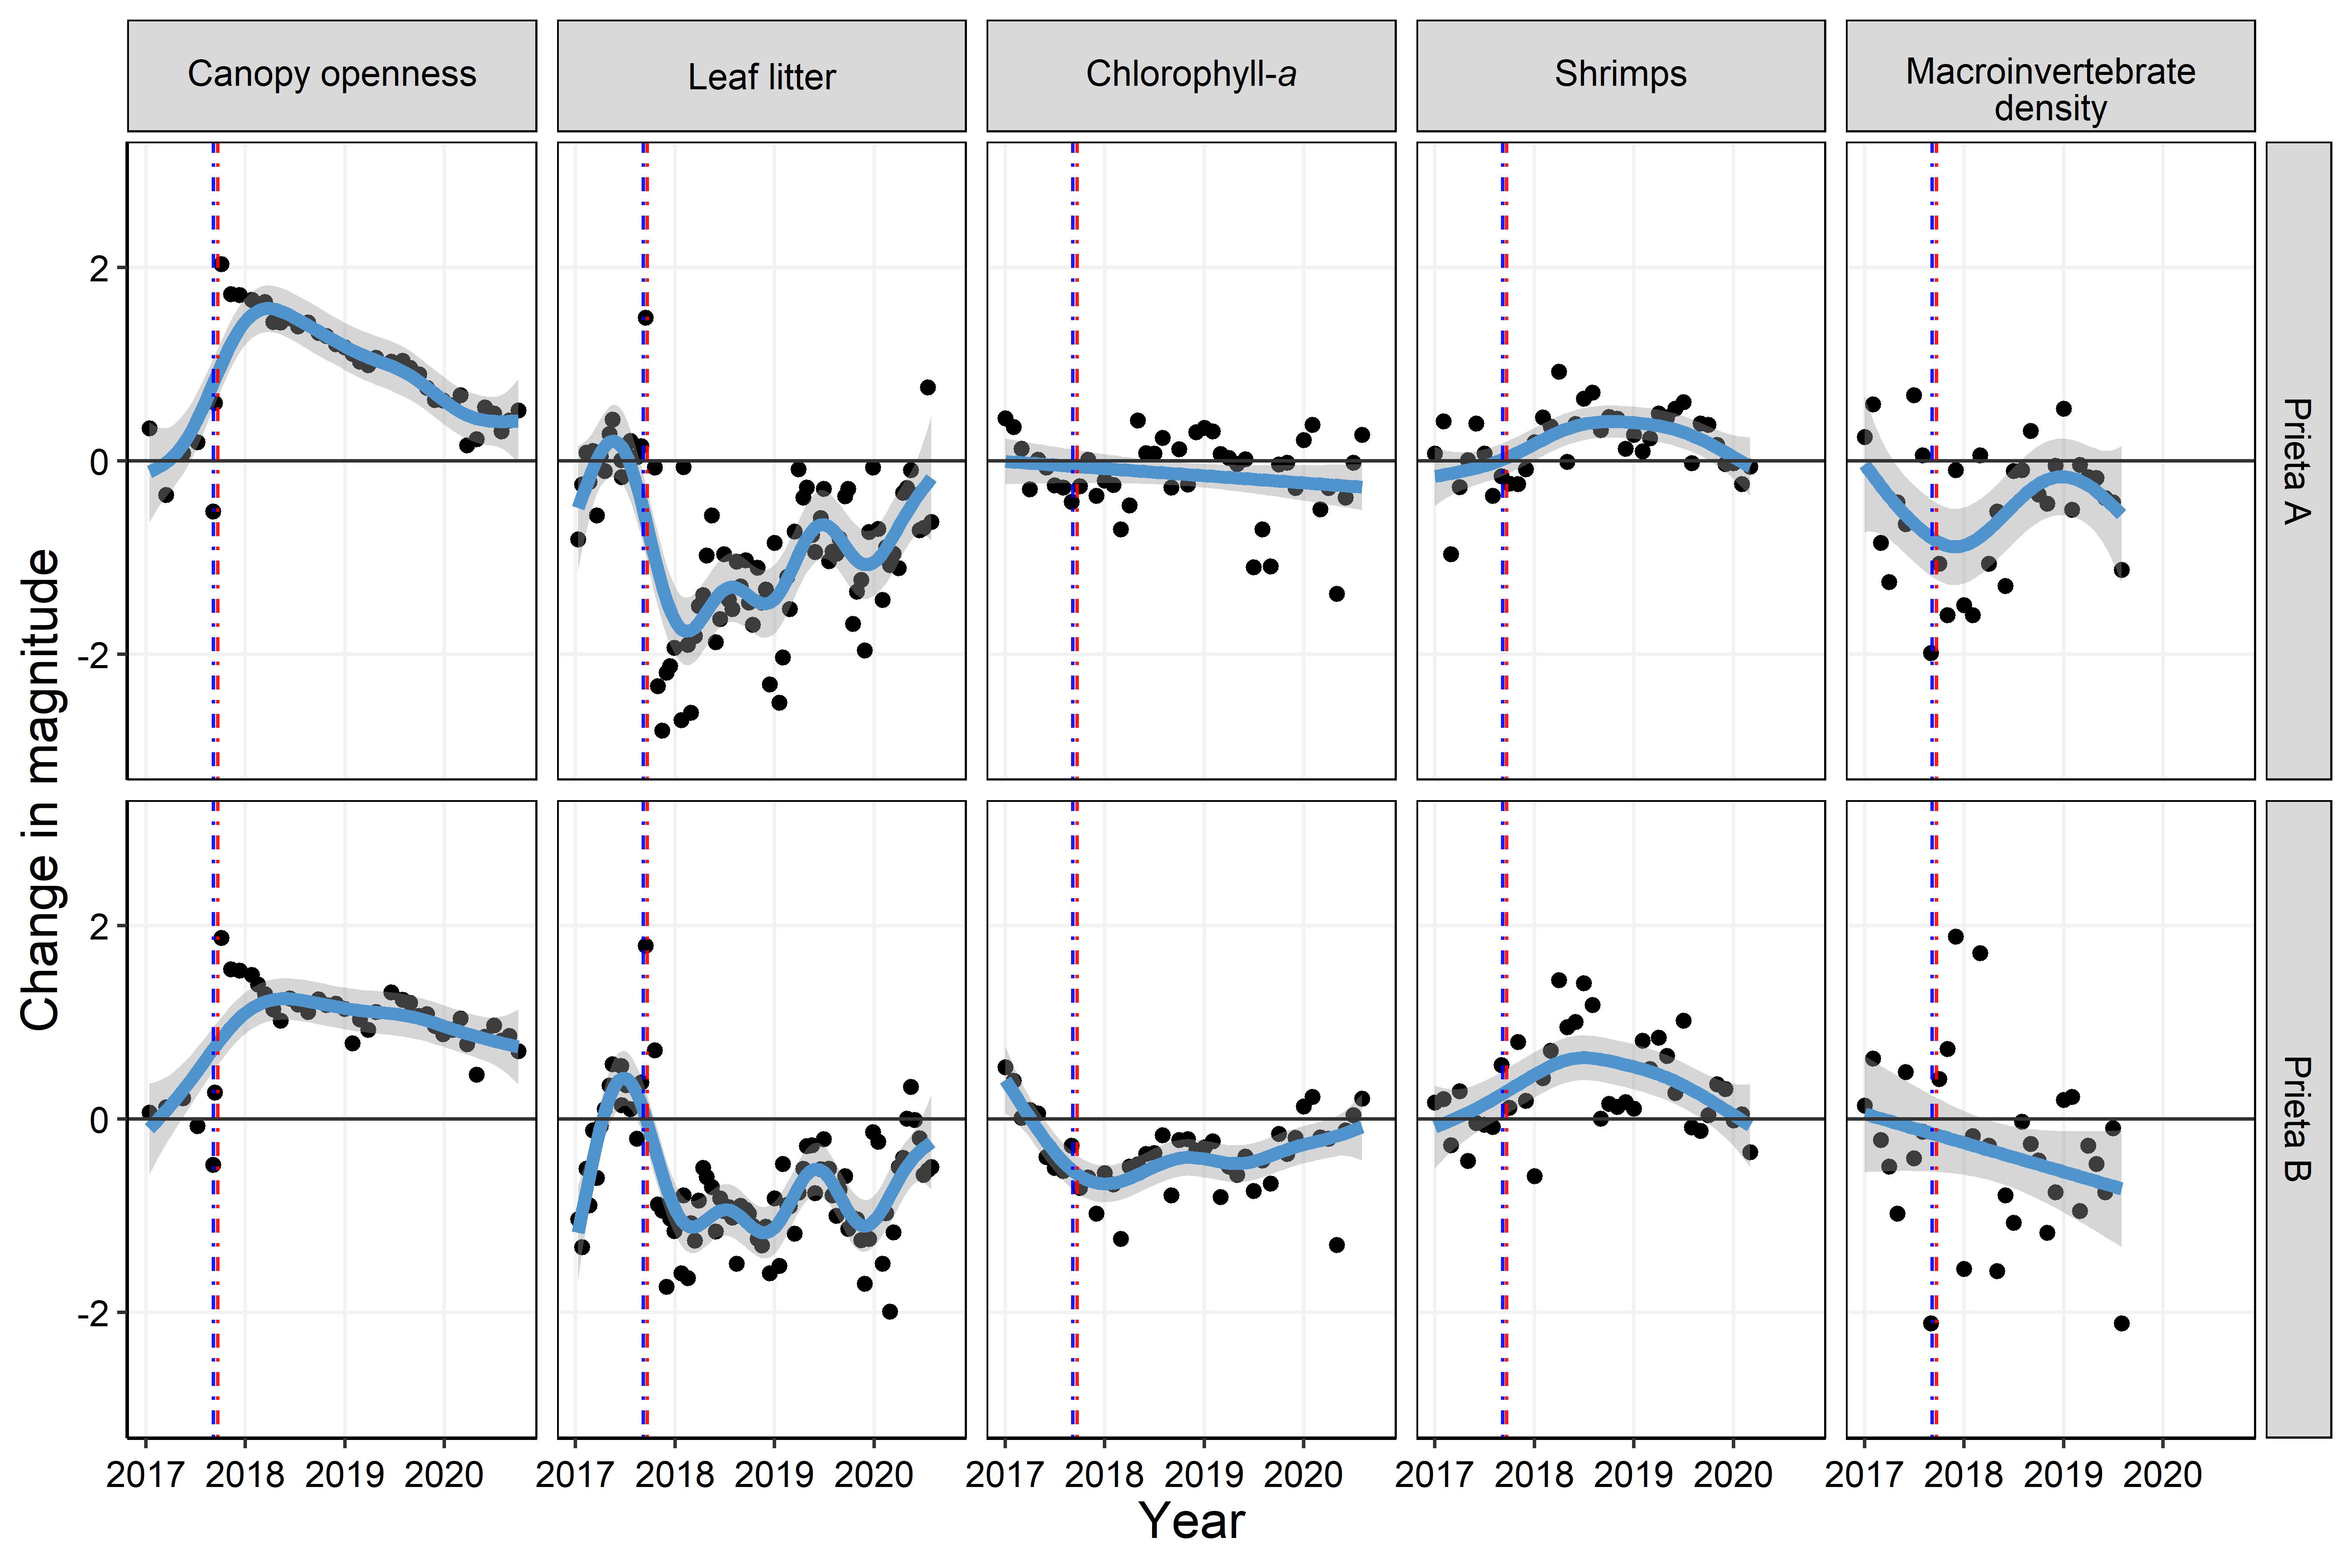 Canopy openness
Leaf litter
Chlorophyll-a
Shrimps
Macroinvertebrate
density
Change in magnitude
2
0
-2
Prieta A
2
0
-2
Prieta B
2017 2018 2019 2020
2017 2018 2019 2020
2017 2018 2019 2020
2017 2018 2019 2020
2017 2018 2019 2020
Year